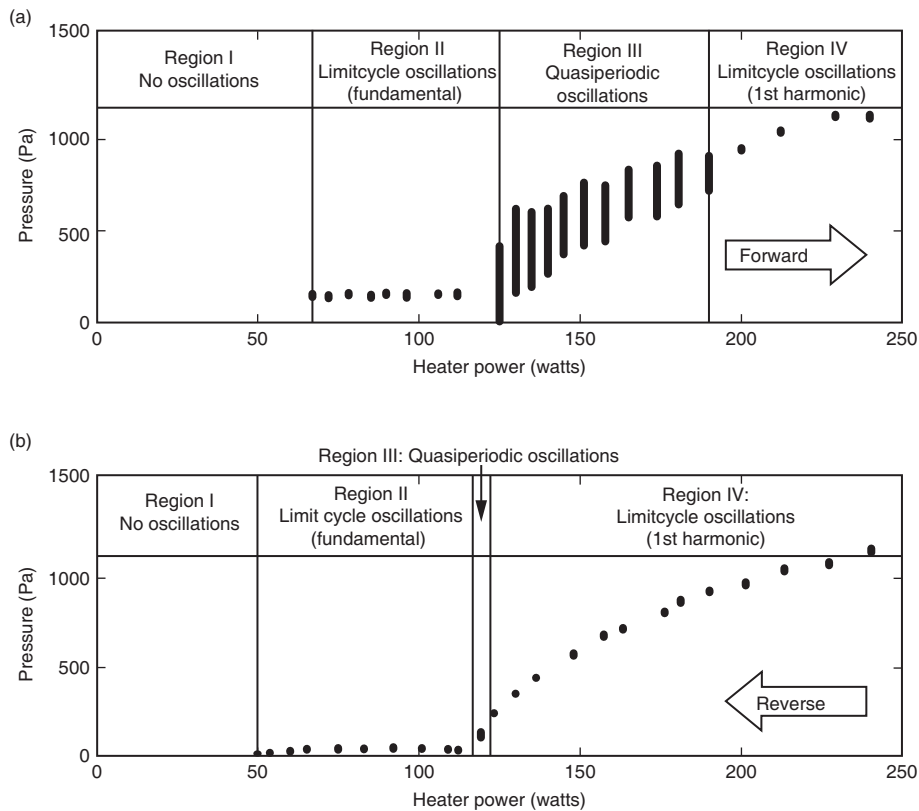 (a)
1500
Region I
No oscillations
Region II
Limitcycle oscillations
(fundamental)
Region III
Quasiperiodic
oscillations
Region IV
Limitcycle oscillations
(1st harmonic)
1000
500
0
Pressure (Pa)
Forward
0 50 100 150 200 250
Heater power (watts)
(b)
Region III: Quasiperiodic oscillations
1500
Region I
No oscillations
Region II
Limit cycle oscillations
(fundamental)
Region IV:
Limitcycle oscillations
(1st harmonic)
1000
500
0
Pressure (Pa)
Reverse
0 50 100 150 200 250
Heater power (watts)